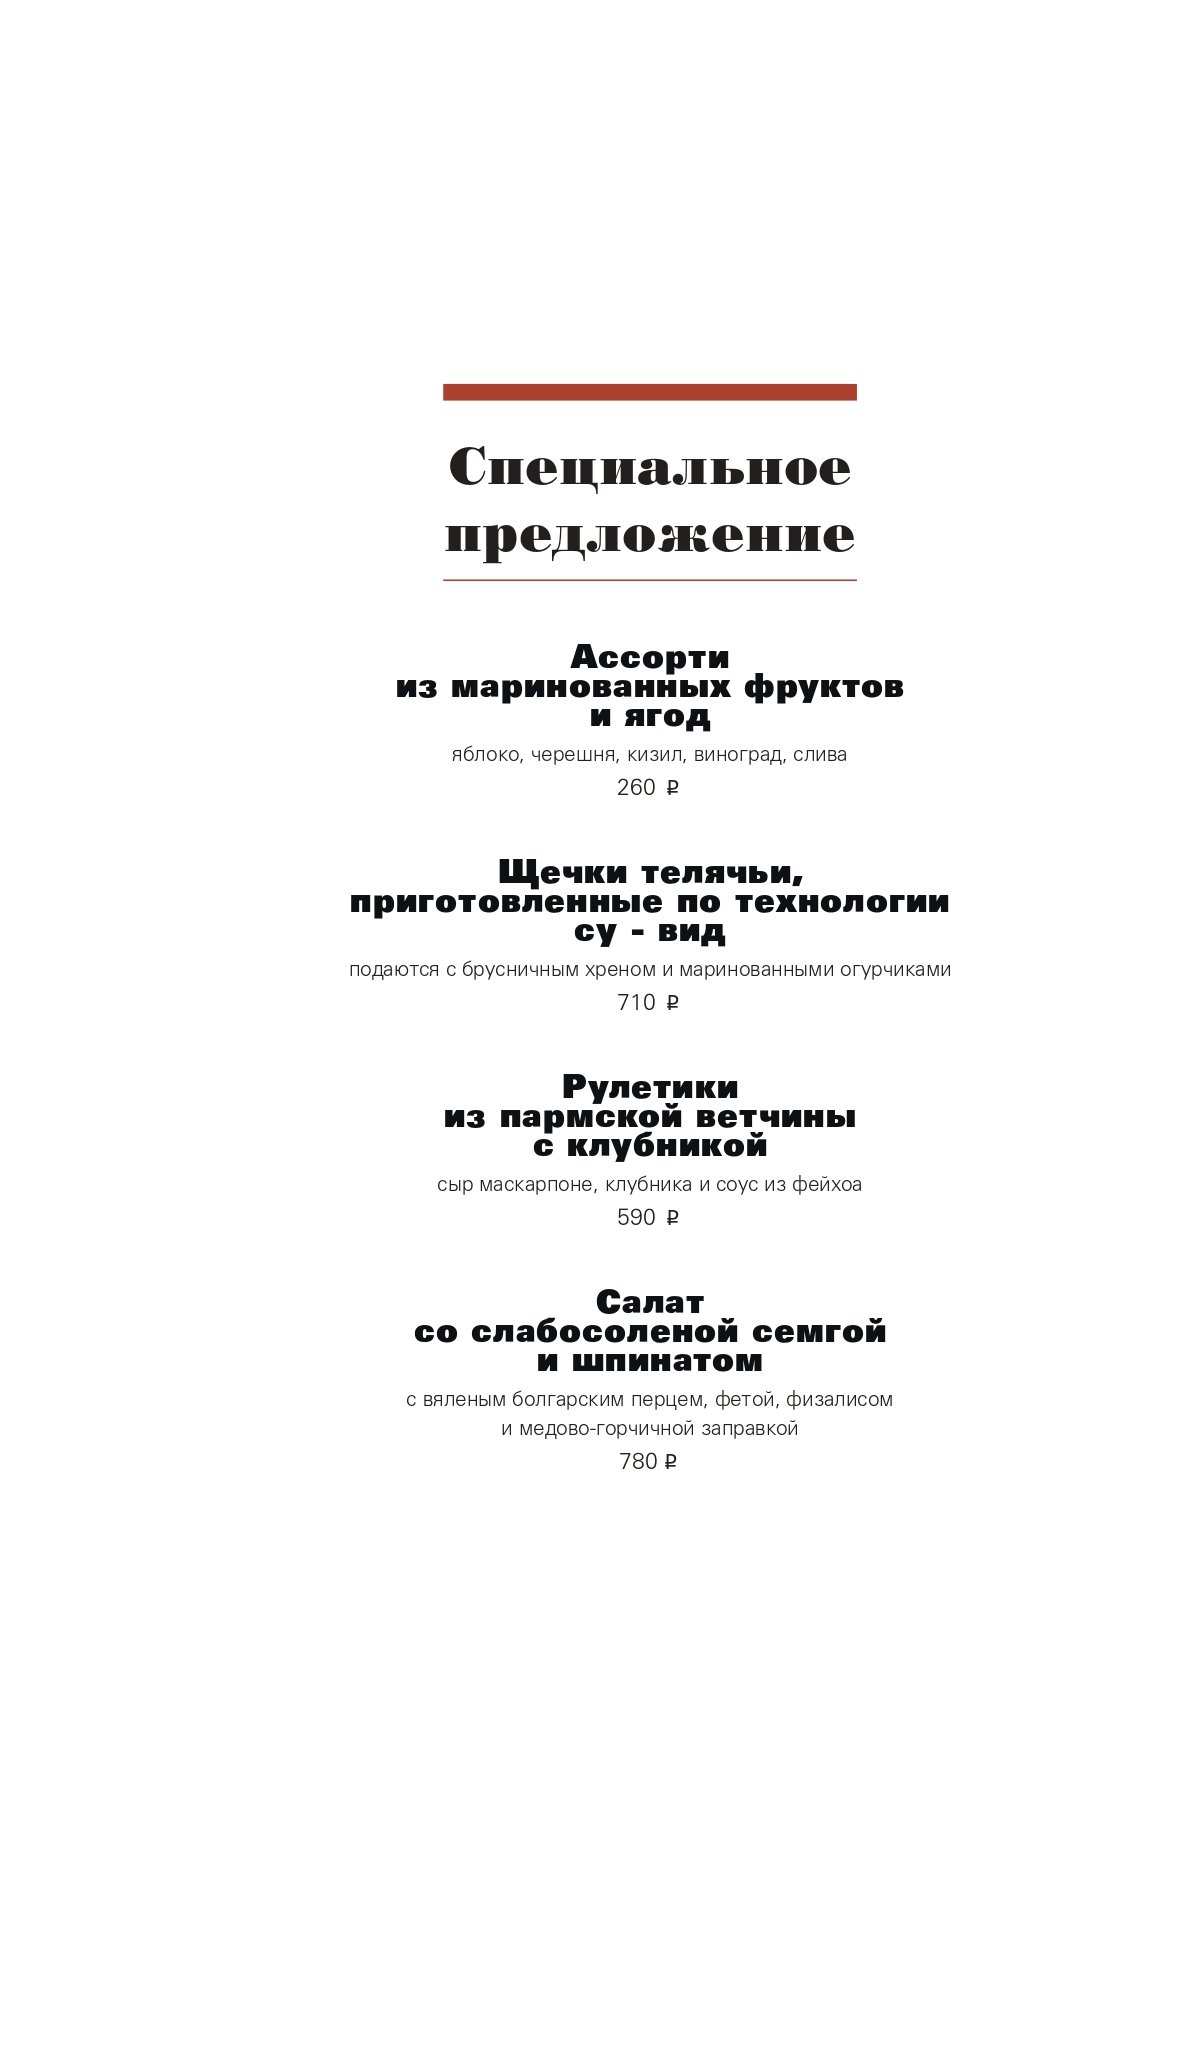 Специальное
предложение
Ассорти
из маринованных фруктов
и ягод
яблоко, черешня, кизил, виноград, слива
260 ₽
Щечки телячьи,
приготовленные по технологии
су - вид
подаются с брусничным хреном и маринованными огурчиками
710 ₽
Рулетики
из пармской ветчины
с клубникой
сыр маскарпоне, клубника и соус из фейхоа
590 ₽
Салат
со слабосоленой семгой
и шпинатом
с вяленым болгарским перцем, фетой, физалисом
и медово-горчичной заправкой
780 ₽